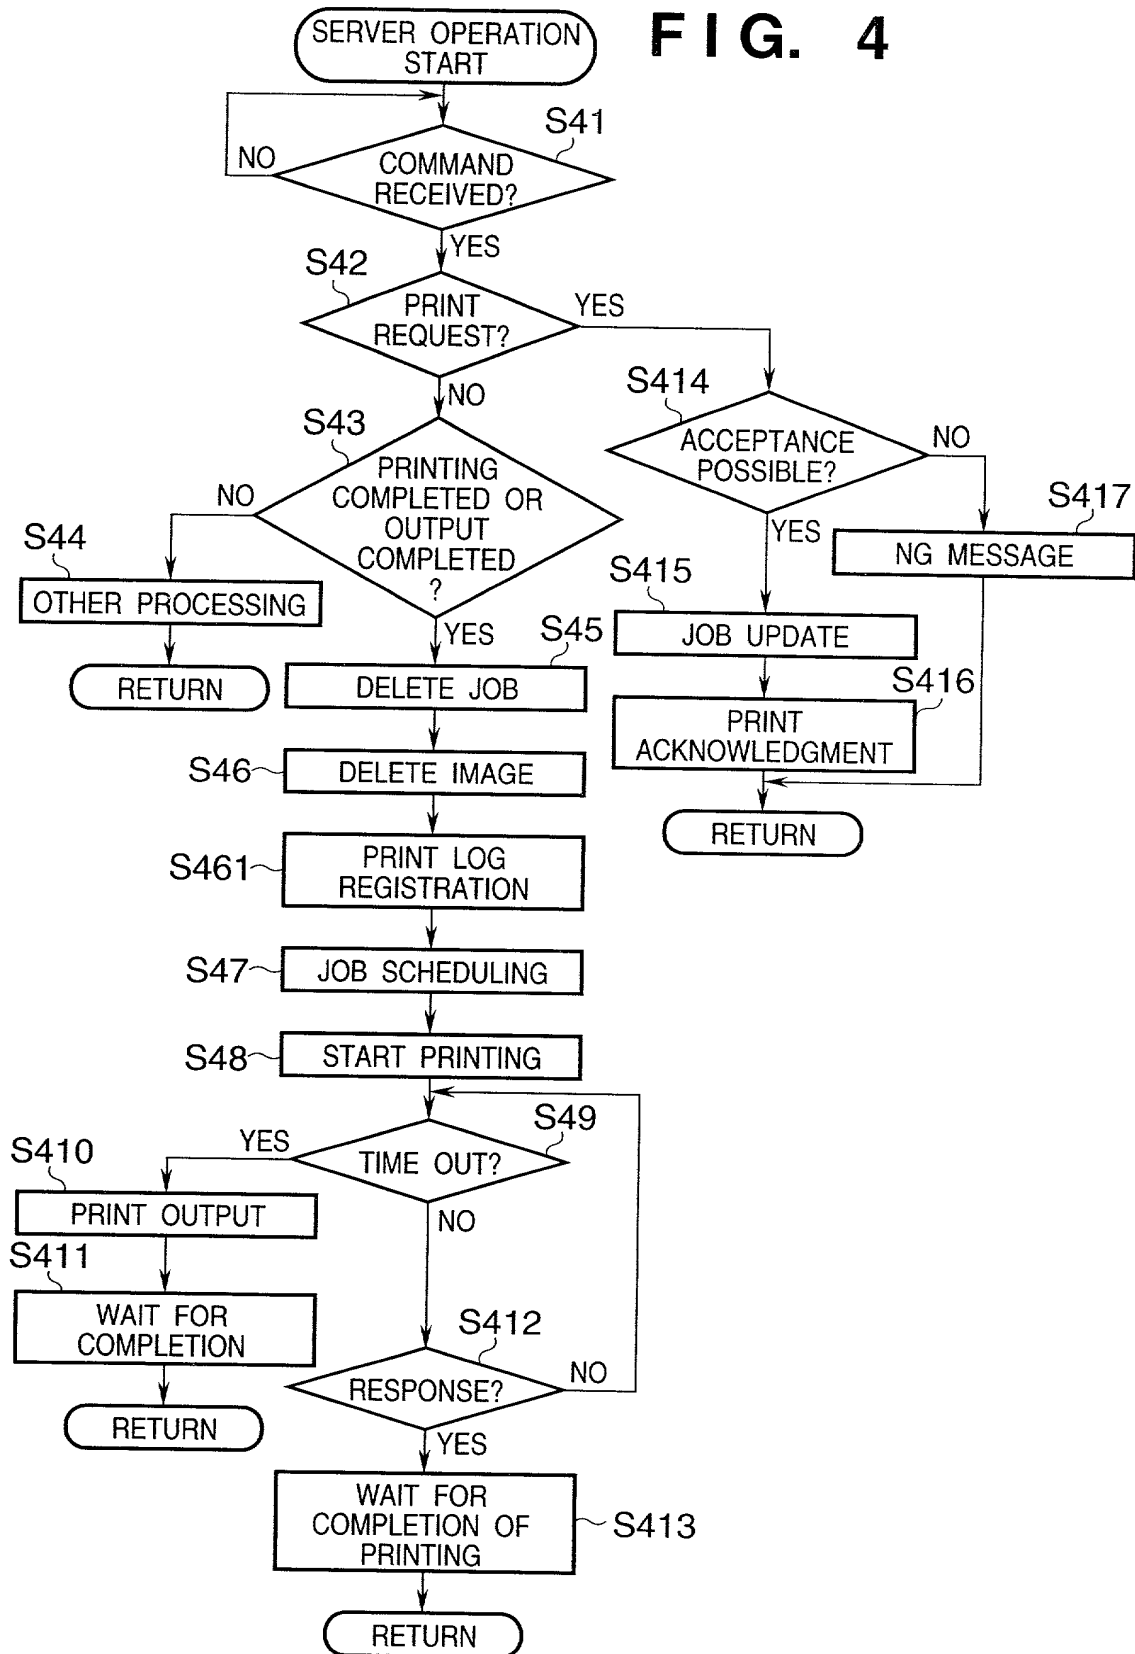 FIG. 4
SERVER OPERATION
START
S41
NO
COMMAND
RECEIVED?
YES
S42
PRINT
REQUEST?
YES
NO
S414
ACCEPTANCE
POSSIBLE?
NO
S43
PRINTING
COMPLETED OR
OUTPUT
COMPLETED
?
NO
YES
S417
NG MESSAGE
S44
OTHER PROCESSING
RETURN
YES
S415
JOB UPDATE
S45
DELETE JOB
S416
PRINT
ACKNOWLEDGMENT
RETURN
S46
DELETE IMAGE
S461
PRINT LOG
REGISTRATION
S47
JOB SCHEDULING
S48
START PRINTING
S49
TIME OUT?
YES
NO
S410
PRINT OUTPUT
S411
WAIT FOR
COMPLETION
RETURN
S412
RESPONSE?
NO
YES
WAIT FOR
COMPLETION OF
PRINTING
S413
RETURN